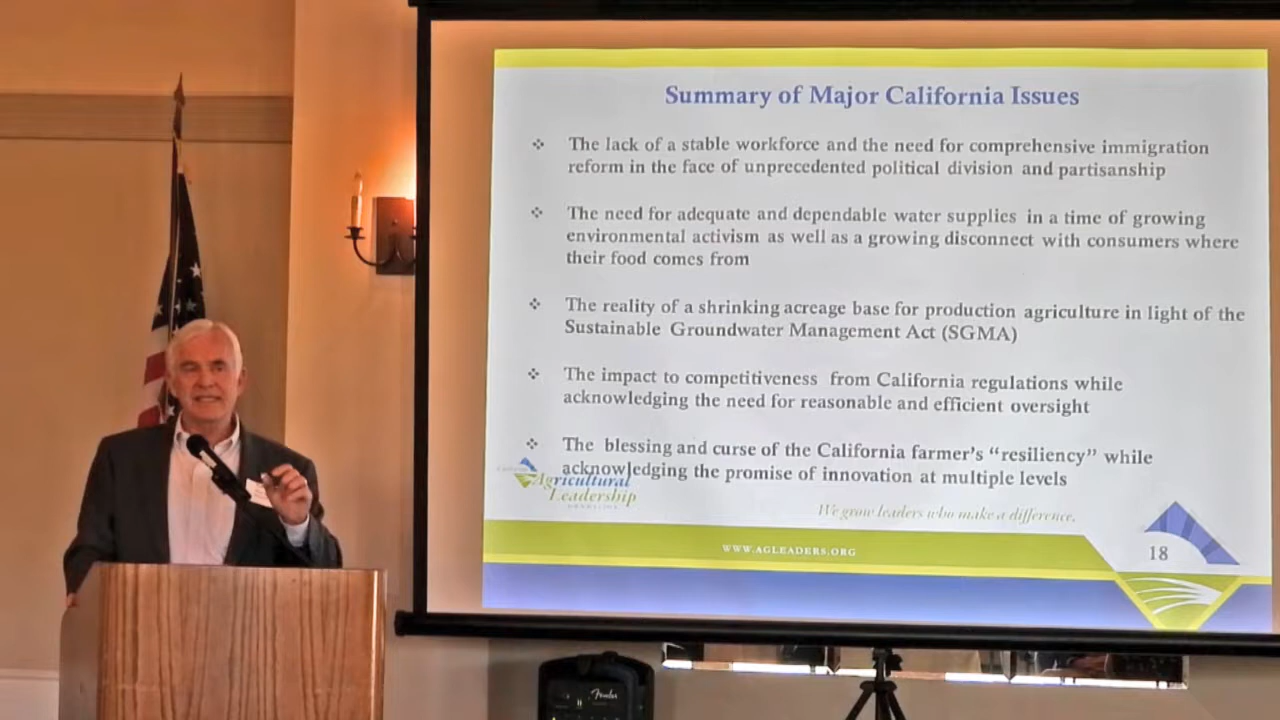 Summary of Major California Issues
The lack of a stable workforce and the need for comprehensive immigration
reform in the face of unprecedented political division and partisanship
The need for adequate and dependable water supplies in a time of growing
environmental activism as well as a growing disconnect with consumers where
their food comes from
The reality of a shrinking acreage base for production agriculture in light of the
Sustainable Groundwater Management Act (SGMA)
The impact to competitiveness from California regulations while
acknowledging the need for reasonable and efficient oversight
The blessing and curse of the California farmer's “resiliency” while
acknowledging the promise of innovation at multiple levels
Agricultural
Leadership
We grow leaders who make a difference.
WWW.AGLEADERS.ORG
18
Fender